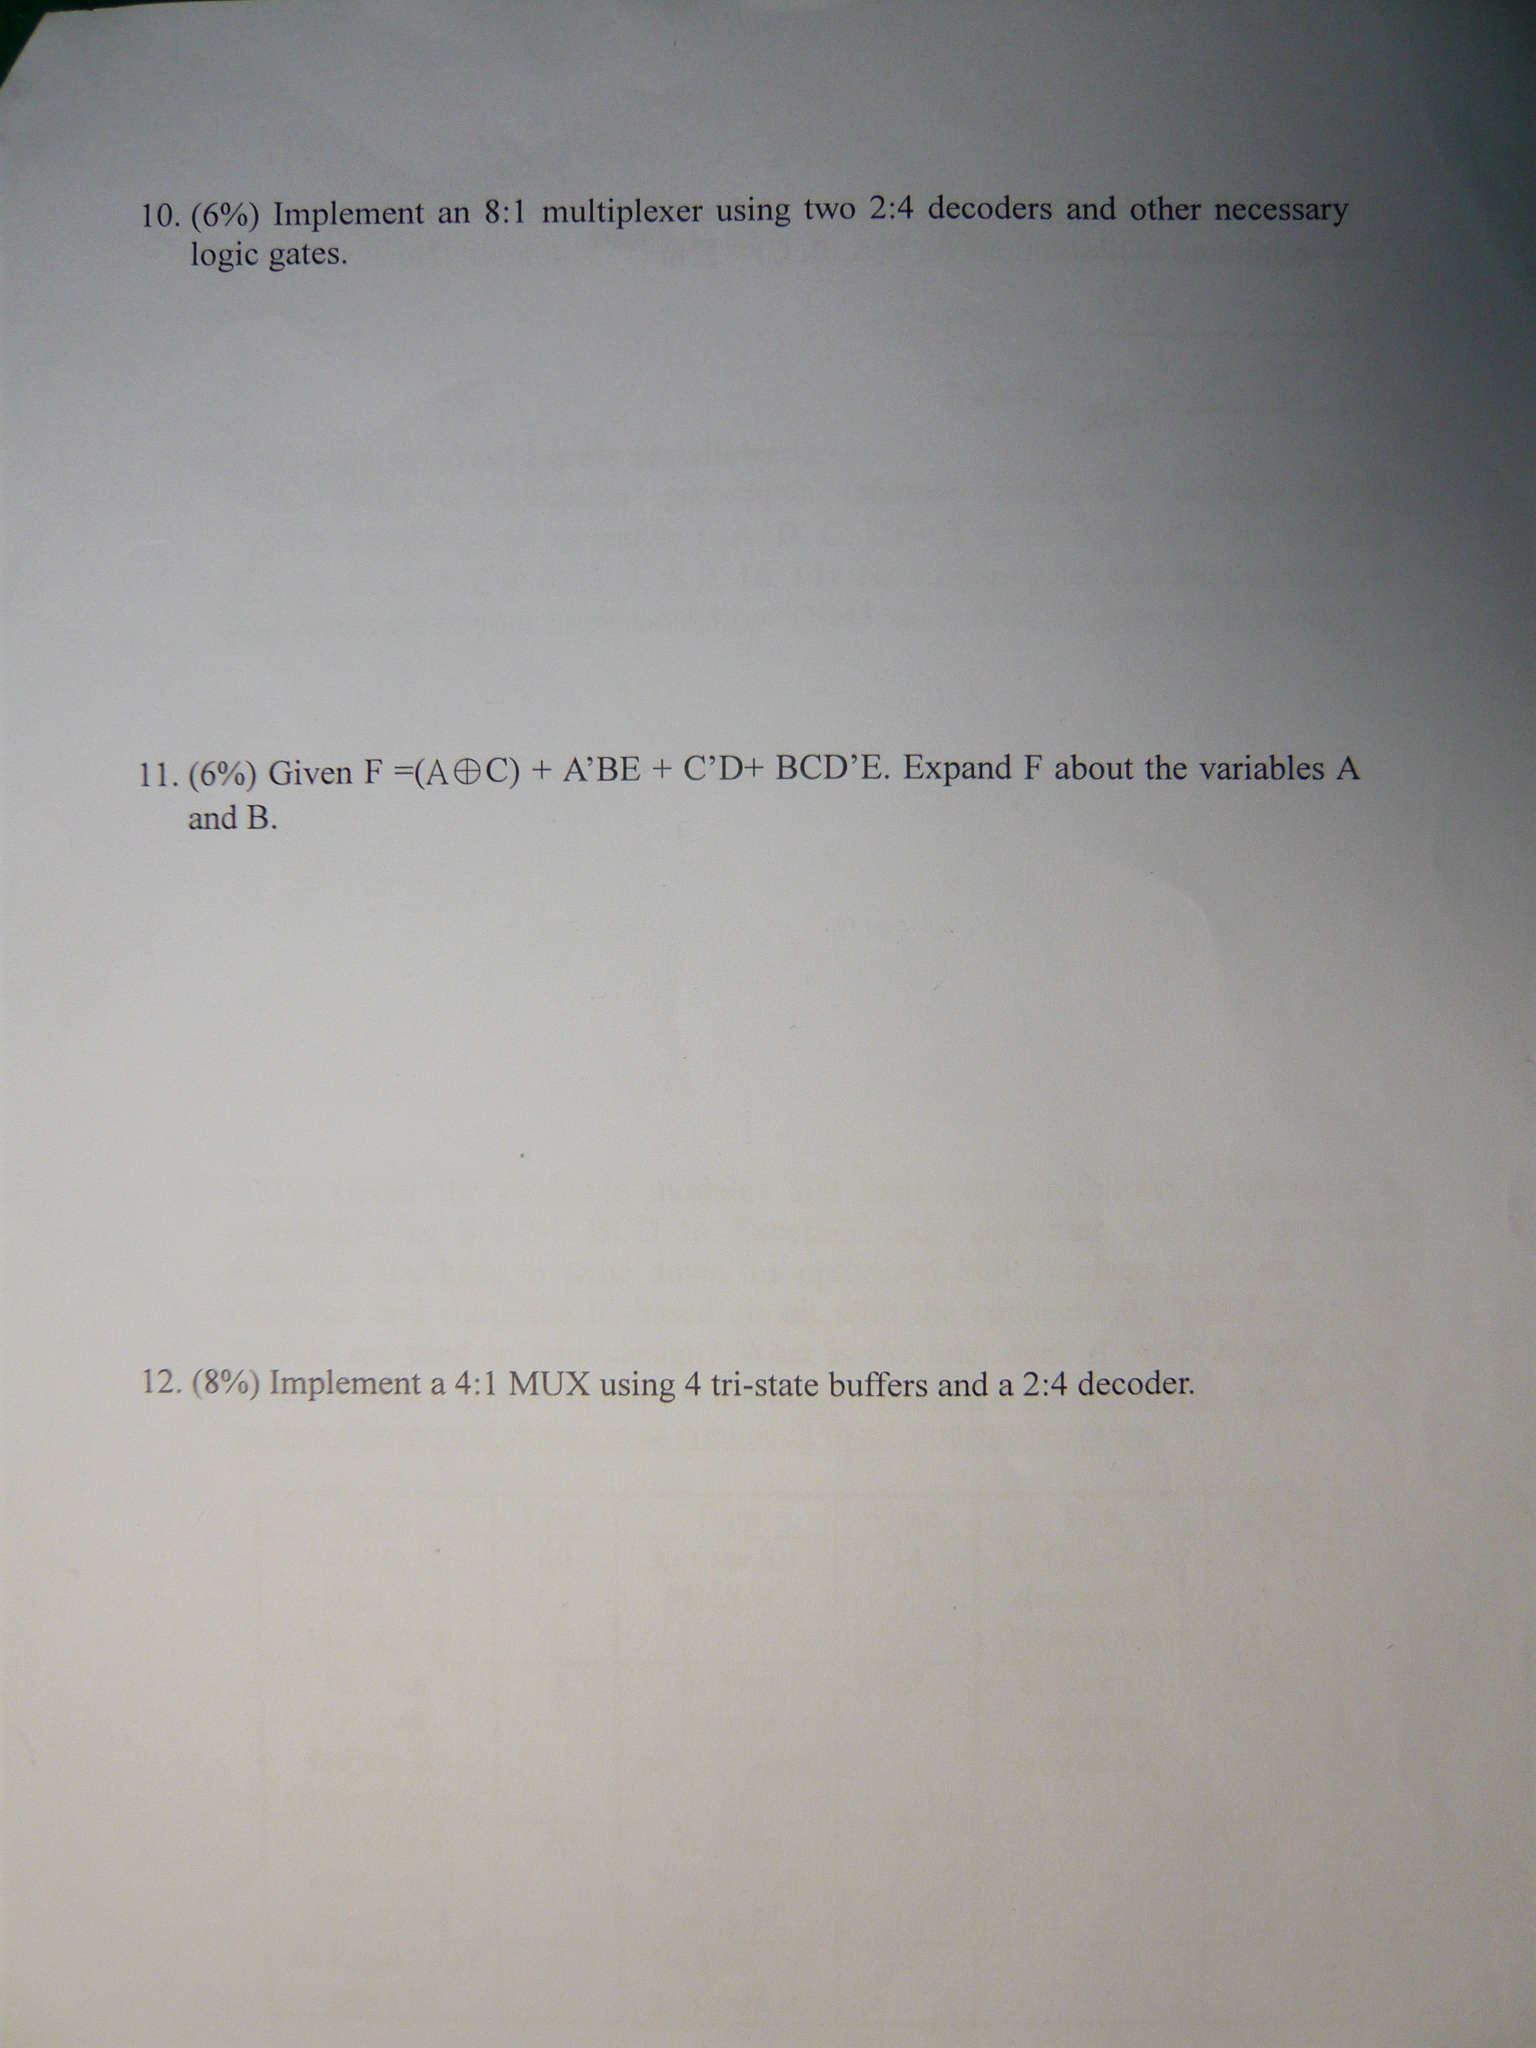 10. (6%) Implement an 8:1 multiplexer using two 2:4 decoders and other necessary
logic gates.
11. (6%) Given F =(A⊕C) + A’BE + C’D+ BCD’E. Expand F about the variables A
and B.
12. (8%) Implement a 4:1 MUX using 4 tri-state buffers and a 2:4 decoder.